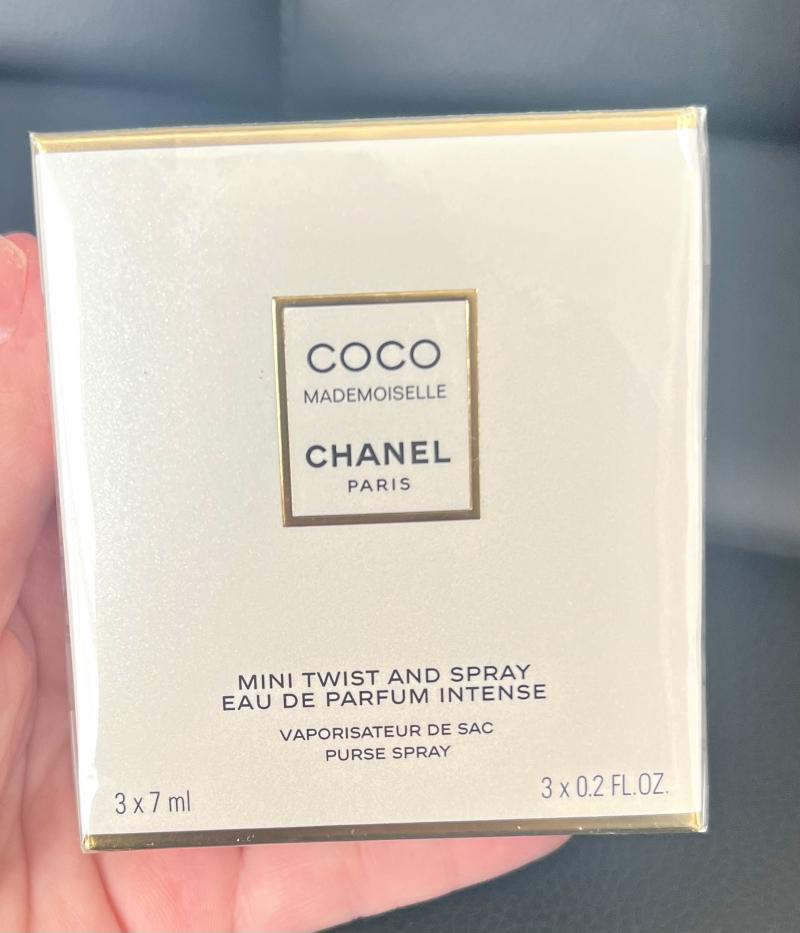 COCO
MADEMOISELLE
CHANEL
PARIS
MINI TWIST AND SPRAY
EAU DE PARFUM INTENSE
VAPORISATEUR DE SAC
PURSE SPRAY
3 x 7 ml
3 x 0.2 FL.OZ.